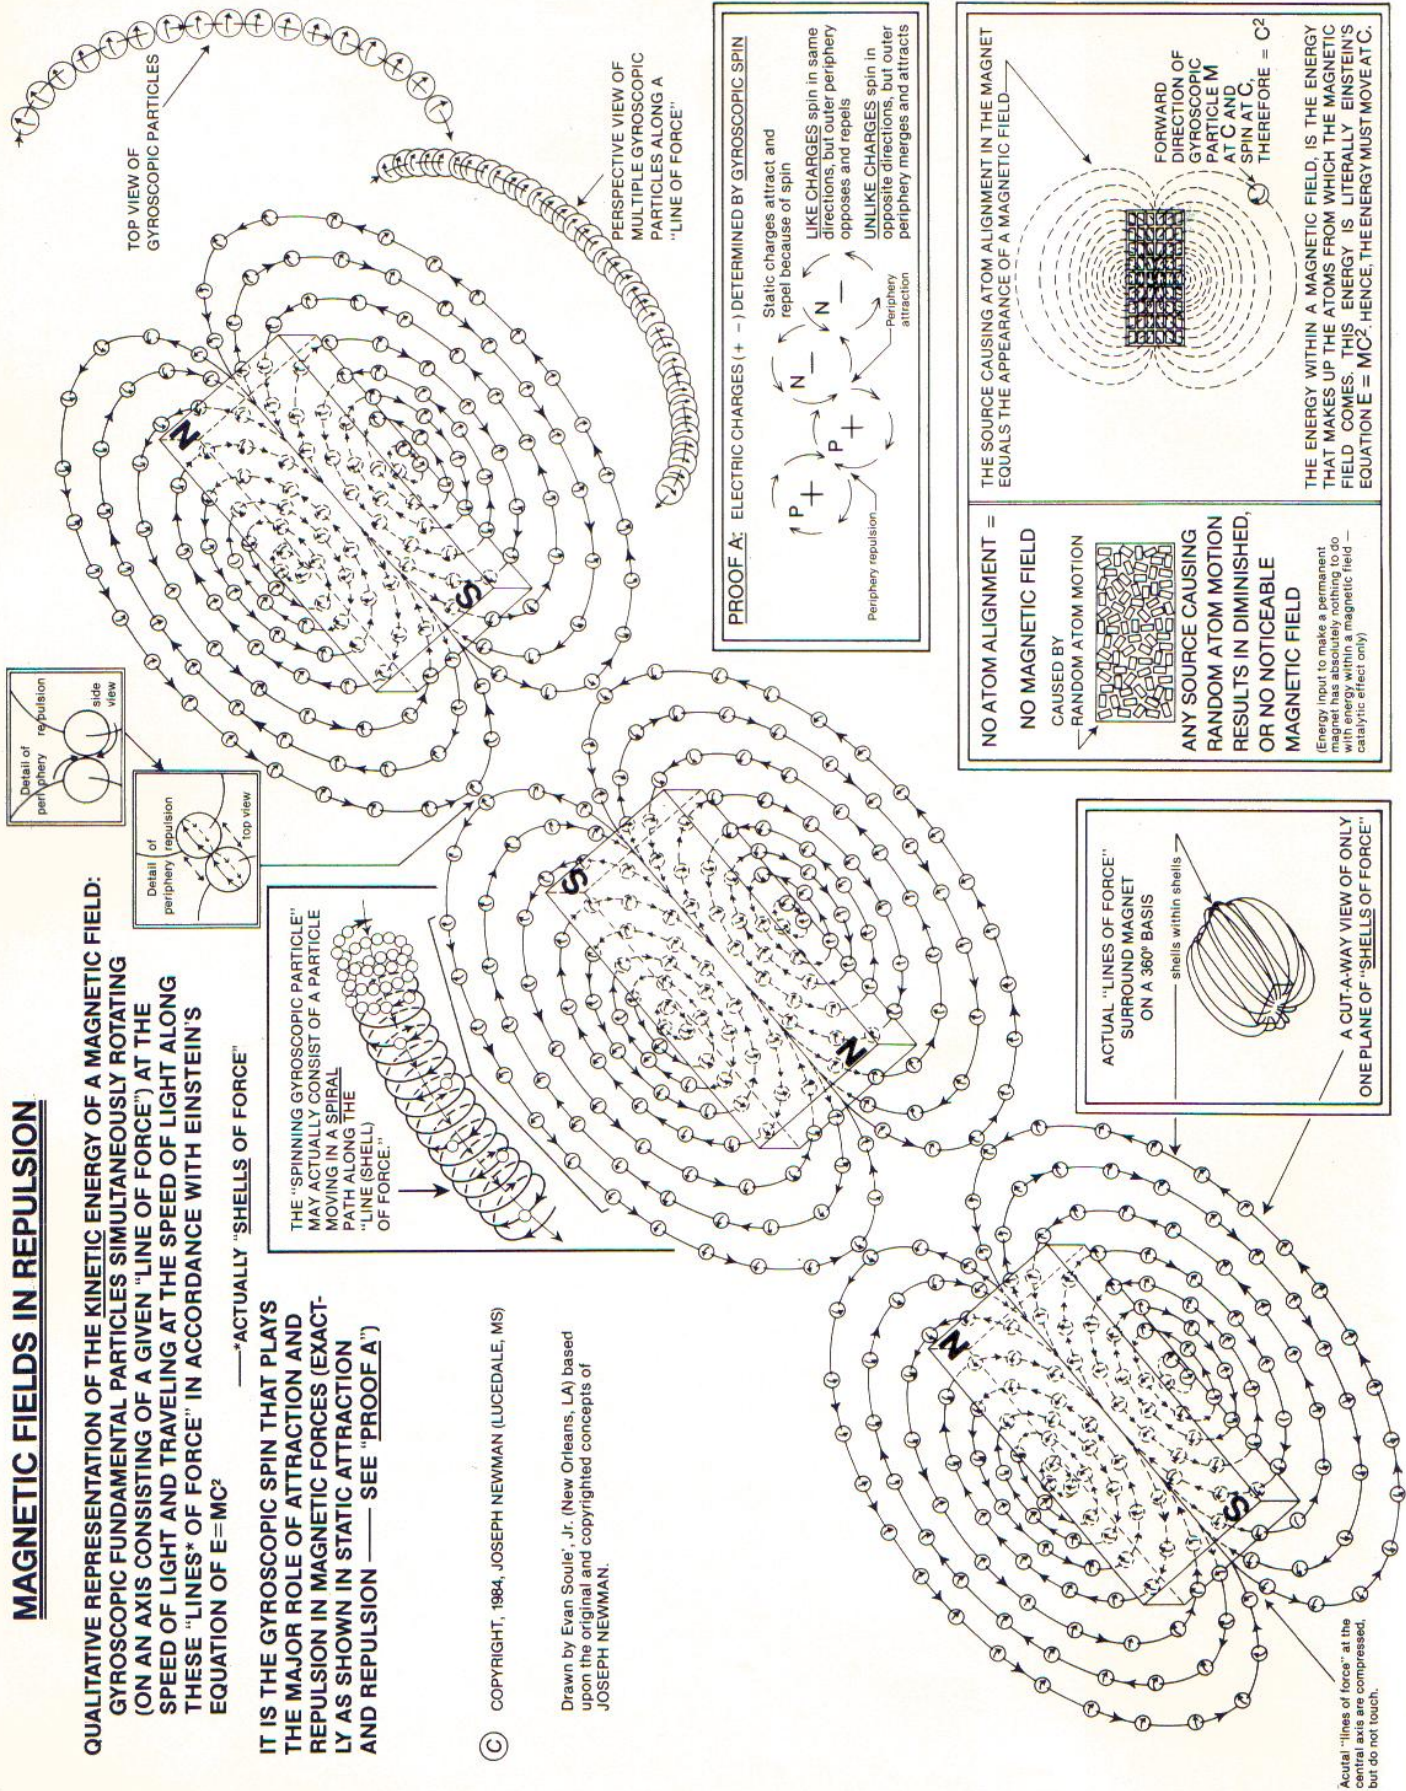 MAGNETIC FIELDS IN REPULSION
QUALITATIVE REPRESENTATION OF THE KINETIC ENERGY OF A MAGNETIC FIELD:
GYROSCOPIC FUNDAMENTAL PARTICLES SIMULTANEOUSLY ROTATING
(ON AN AXIS CONSISTING OF A GIVEN "LINE OF FORCE") AT THE
SPEED OF LIGHT AND TRAVELING AT THE SPEED OF LIGHT ALONG
THESE "LINES* OF FORCE" IN ACCORDANCE WITH EINSTEIN'S
EQUATION OF E=MC²
*ACTUALLY "SHELLS OF FORCE"
IT IS THE GYROSCOPIC SPIN THAT PLAYS
THE MAJOR ROLE OF ATTRACTION AND
REPULSION IN MAGNETIC FORCES (EXACT-
LY AS SHOWN IN STATIC ATTRACTION
AND REPULSION —— SEE "PROOF A")
© COPYRIGHT, 1984, JOSEPH NEWMAN (LUCEDALE, MS)
Drawn by Evan Soule', Jr. (New Orleans, LA) based
upon the original and copyrighted concepts of
JOSEPH NEWMAN.
Detail of
periphery repulsion
side
view
Detail of
periphery repulsion
top view
THE "SPINNING GYROSCOPIC PARTICLE"
MAY ACTUALLY CONSIST OF A PARTICLE
MOVING IN A SPIRAL
PATH ALONG THE
"LINE (SHELL)
OF FORCE."
TOP VIEW OF
GYROSCOPIC PARTICLES
PERSPECTIVE VIEW OF
MULTIPLE GYROSCOPIC
PARTICLES ALONG A
"LINE OF FORCE"
N
S
S
N
N
S
PROOF A: ELECTRIC CHARGES (+ −) DETERMINED BY GYROSCOPIC SPIN
Static charges attract and
repel because of spin
LIKE CHARGES spin in same
directions, but outer periphery
opposes and repels
UNLIKE CHARGES spin in
opposite directions, but outer
periphery merges and attracts
P
+
P
+
N
−
N
−
Periphery repulsion
Periphery
attraction
NO ATOM ALIGNMENT =
NO MAGNETIC FIELD
CAUSED BY
RANDOM ATOM MOTION
ANY SOURCE CAUSING
RANDOM ATOM MOTION
RESULTS IN DIMINISHED,
OR NO NOTICEABLE
MAGNETIC FIELD
(Energy input to make a permanent
magnet has absolutely nothing to do
with energy within a magnetic field —
catalytic effect only)
THE SOURCE CAUSING ATOM ALIGNMENT IN THE MAGNET
EQUALS THE APPEARANCE OF A MAGNETIC FIELD
FORWARD
DIRECTION OF
GYROSCOPIC
PARTICLE M
AT C AND
SPIN AT C,
THEREFORE = C²
THE ENERGY WITHIN A MAGNETIC FIELD, IS THE ENERGY
THAT MAKES UP THE ATOMS FROM WHICH THE MAGNETIC
FIELD COMES. THIS ENERGY IS LITERALLY EINSTEIN'S
EQUATION E = MC². HENCE, THE ENERGY MUST MOVE AT C.
ACTUAL "LINES OF FORCE"
SURROUND MAGNET
ON A 360° BASIS
shells within shells
A CUT-A-WAY VIEW OF ONLY
ONE PLANE OF "SHELLS OF FORCE"
Acutal "lines of force" at the
central axis are compressed,
but do not touch.